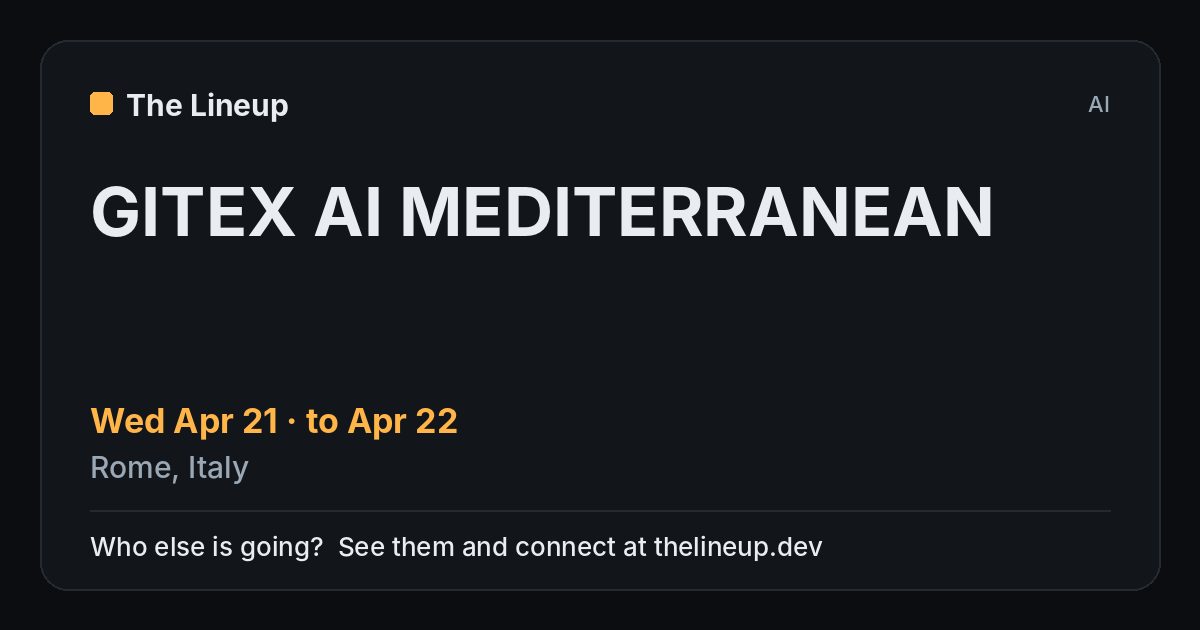 The Lineup
AI
GITEX AI MEDITERRANEAN
Wed Apr 21 · to Apr 22
Rome, Italy
Who else is going? See them and connect at thelineup.dev